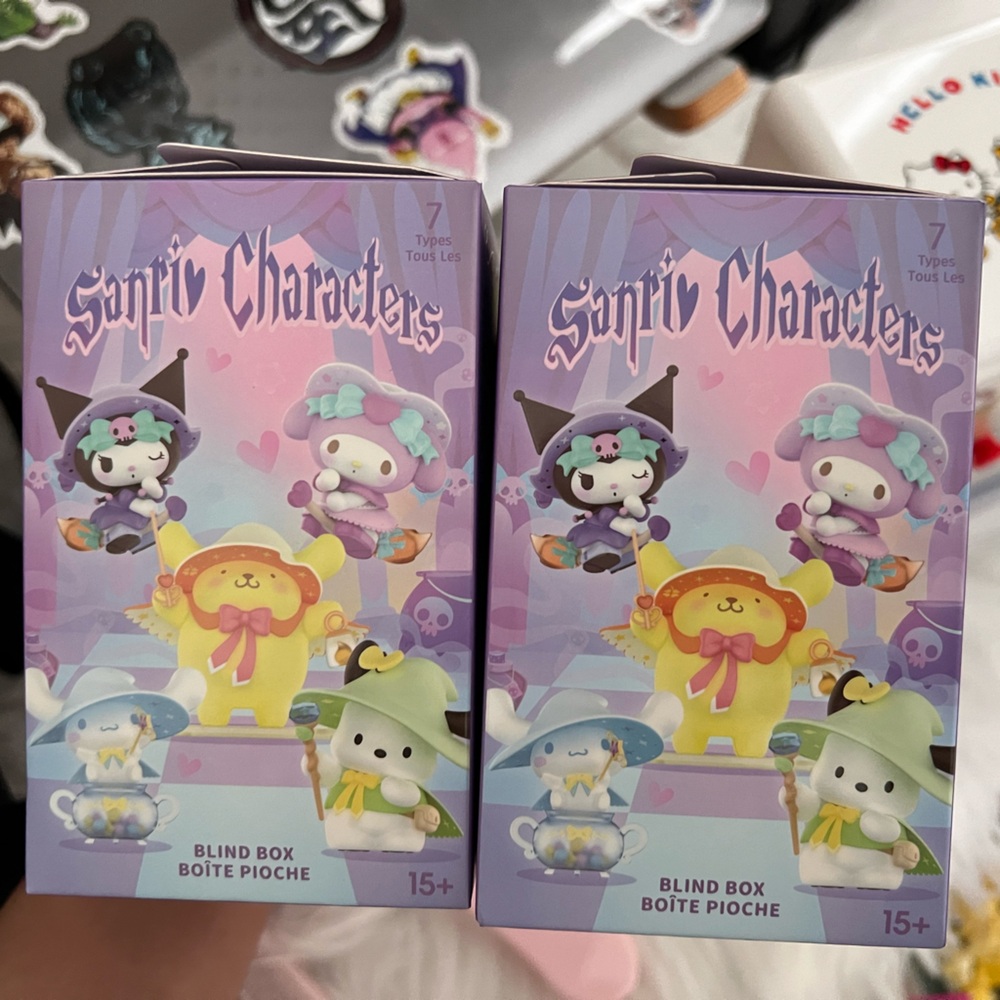 HELLO
7
Types
Tous Les
Sanrio Characters
BLIND BOX
BOÎTE PIOCHE
15+
7
Types
Tous Les
Sanrio Characters
BLIND BOX
BOÎTE PIOCHE
15+